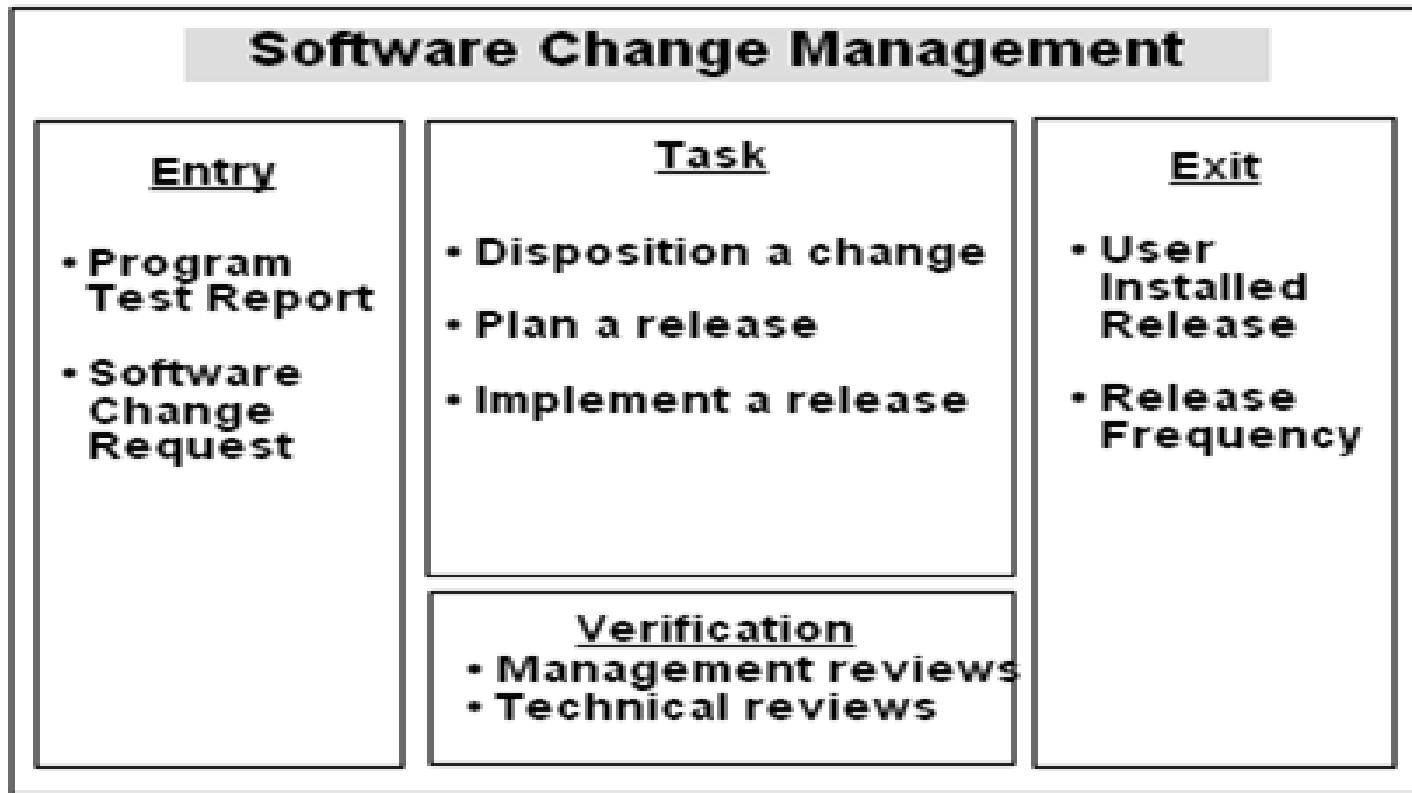 Software Change Management
Entry
• Program
Test Report
• Software
Change
Request
Task
• Disposition a change
• Plan a release
• Implement a release
Verification
• Management reviews
• Technical reviews
Exit
• User
Installed
Release
• Release
Frequency